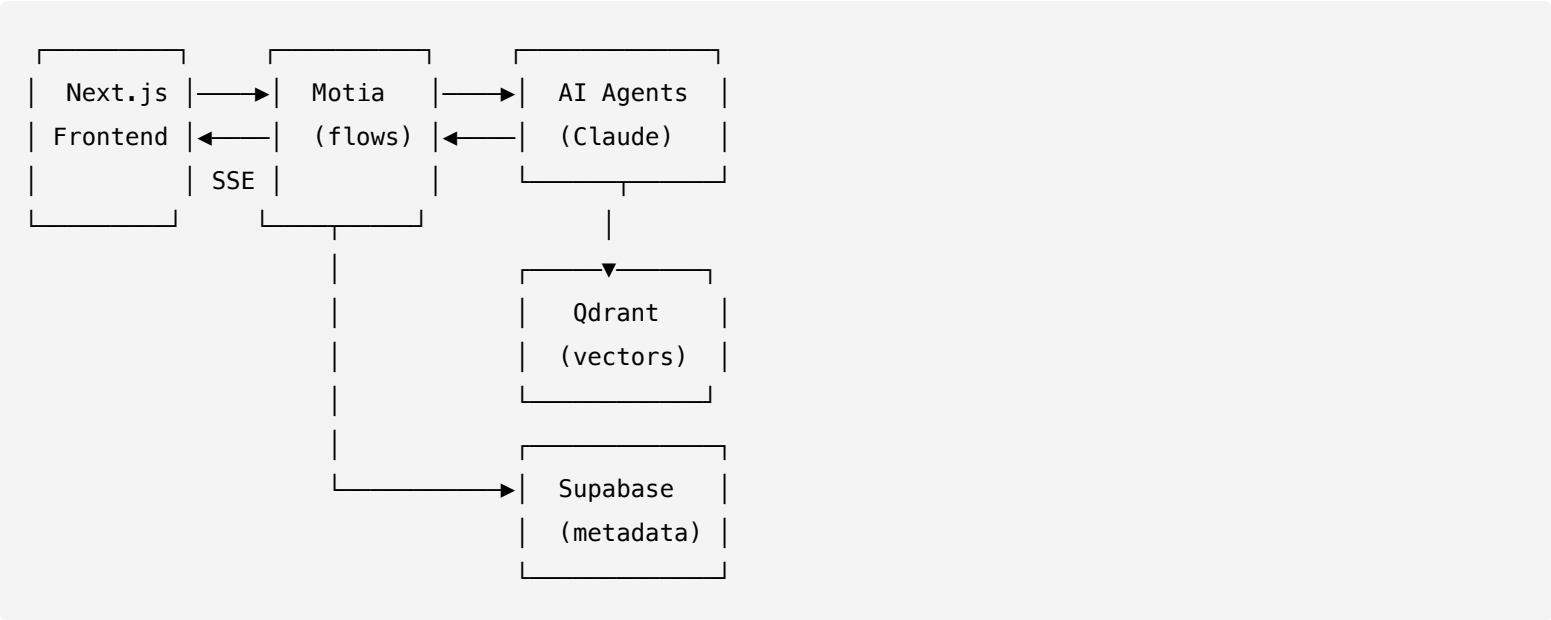 Next.js Motia AI Agents
Frontend (flows) (Claude)
SSE
Qdrant
(vectors)
Supabase
(metadata)